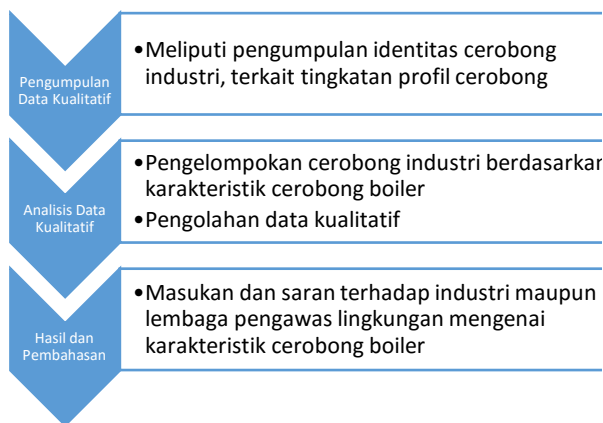 Pengumpulan
Data Kualitatif
•Meliputi pengumpulan identitas cerobong
industri, terkait tingkatan profil cerobong
Analisis Data
Kualitatif
•Pengelompokan cerobong industri berdasarkan
karakteristik cerobong boiler
•Pengolahan data kualitatif
Hasil dan
Pembahasan
•Masukan dan saran terhadap industri maupun
lembaga pengawas lingkungan mengenai
karakteristik cerobong boiler